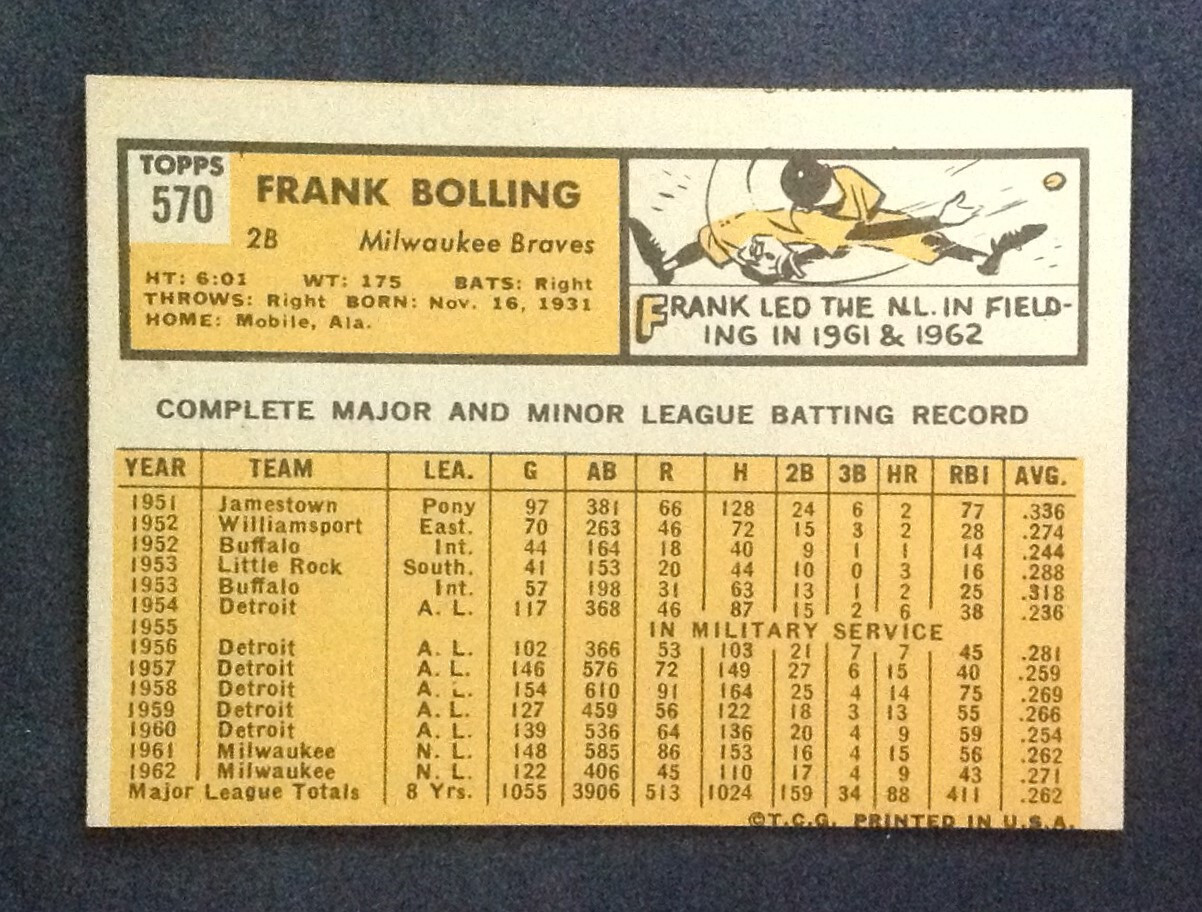 TOPPS
570
FRANK BOLLING
2B Milwaukee Braves
HT: 6:01 WT: 175 BATS: Right
THROWS: Right BORN: Nov. 16, 1931
HOME: Mobile, Ala.
FRANK LED THE N.L. IN FIELD-
ING IN 1961 & 1962
COMPLETE MAJOR AND MINOR LEAGUE BATTING RECORD
YEAR TEAM LEA. G AB R H 2B 3B HR RBI AVG.
1951 Jamestown Pony 97 381 66 128 24 6 2 77 .336
1952 Williamsport East. 70 263 46 72 15 3 2 28 .274
1952 Buffalo Int. 44 164 18 40 9 1 1 14 .244
1953 Little Rock South. 41 153 20 44 10 0 3 16 .288
1953 Buffalo Int. 57 198 31 63 13 1 2 25 .318
1954 Detroit A. L. 117 368 46 87 15 2 6 38 .236
1955 IN MILITARY SERVICE
1956 Detroit A. L. 102 366 53 103 21 7 7 45 .281
1957 Detroit A. L. 146 576 72 149 27 6 15 40 .259
1958 Detroit A. L. 154 610 91 164 25 4 14 75 .269
1959 Detroit A. L. 127 459 56 122 18 3 13 55 .266
1960 Detroit A. L. 139 536 64 136 20 4 9 59 .254
1961 Milwaukee N. L. 148 585 86 153 16 4 15 56 .262
1962 Milwaukee N. L. 122 406 45 110 17 4 9 43 .271
Major League Totals 8 Yrs. 1055 3906 513 1024 159 34 88 411 .262
©T.C.G. PRINTED IN U.S.A.